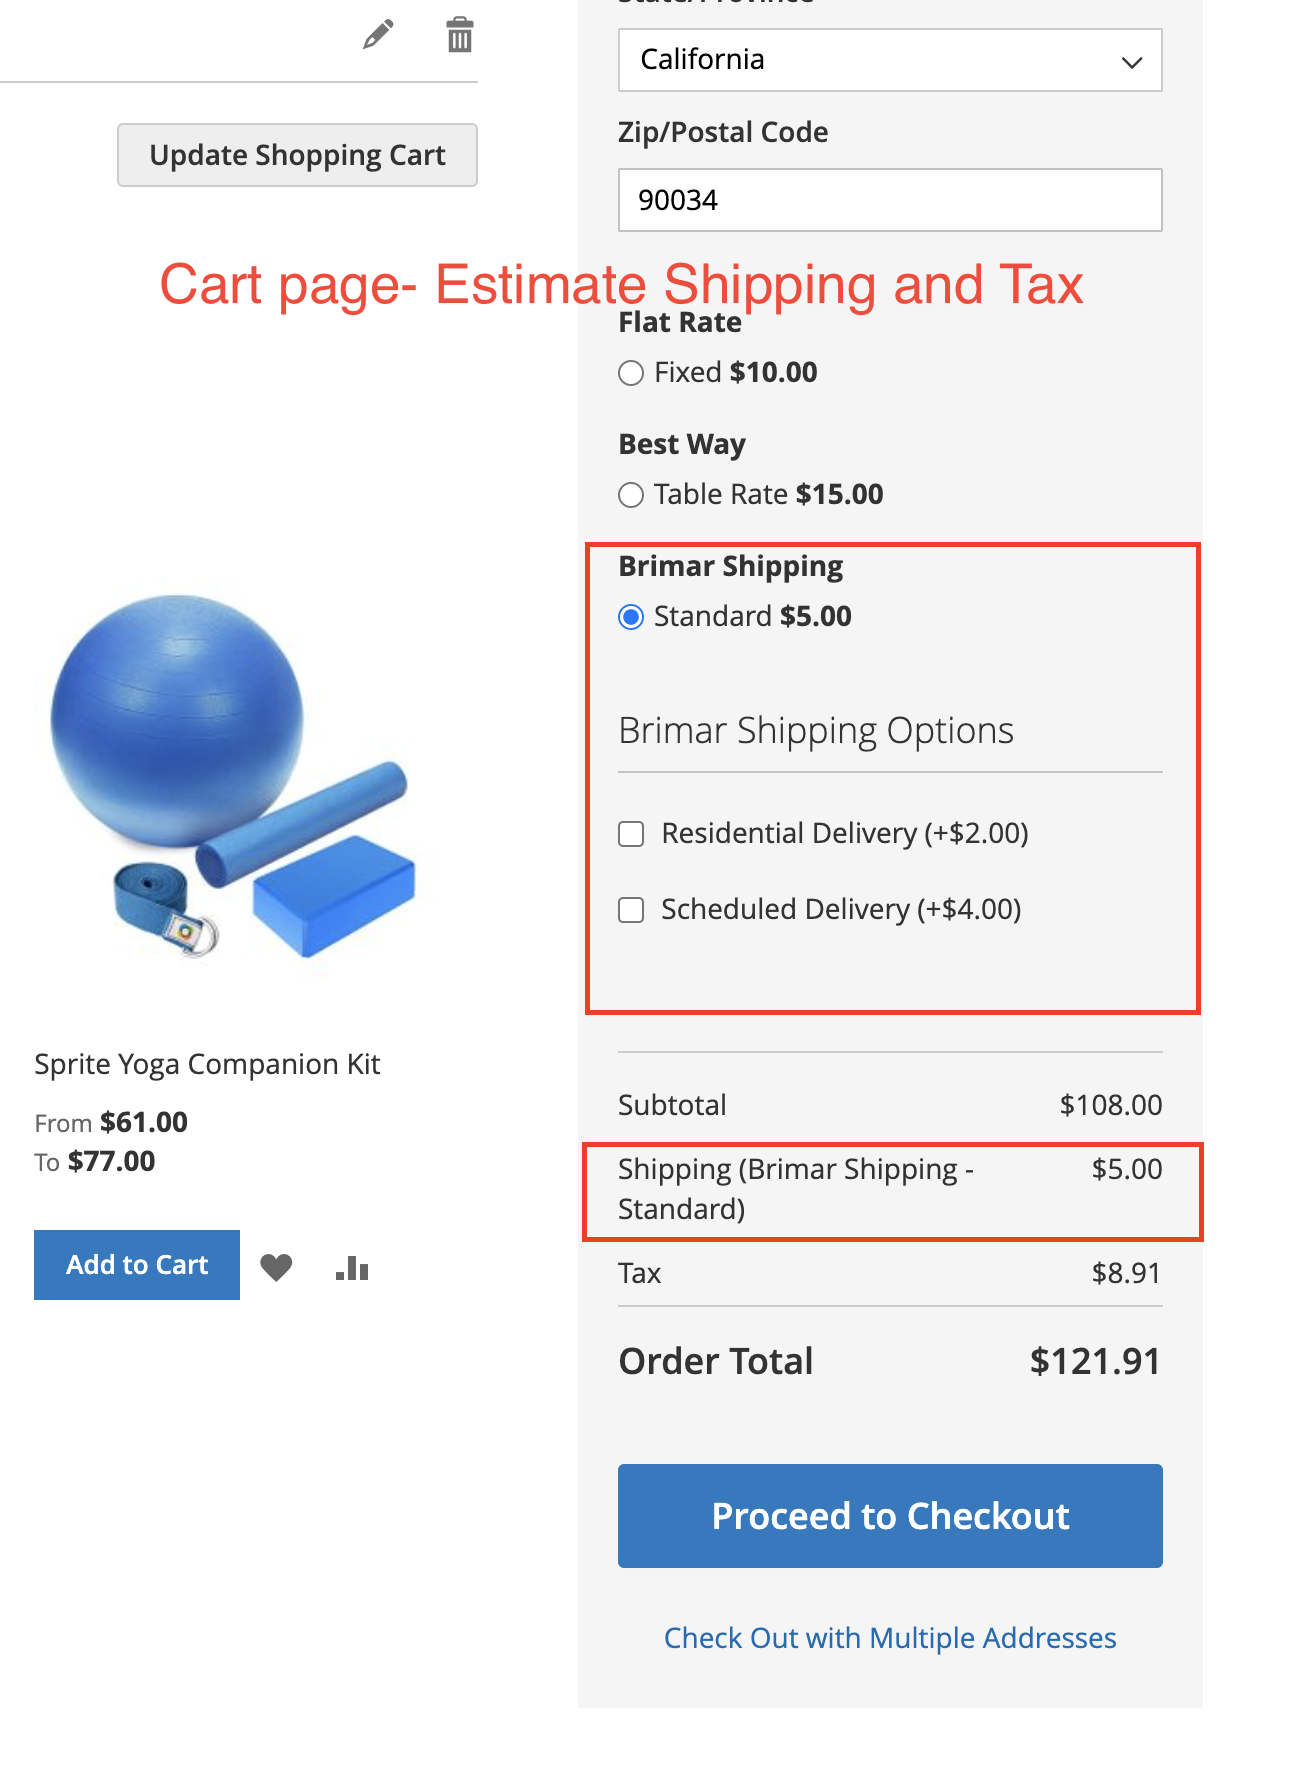 State/Province
California
Zip/Postal Code
Update Shopping Cart
90034
Cart page- Estimate Shipping and Tax
Flat Rate
Fixed $10.00
Best Way
Table Rate $15.00
Brimar Shipping
Standard $5.00
Brimar Shipping Options
Residential Delivery (+$2.00)
Scheduled Delivery (+$4.00)
Sprite Yoga Companion Kit
From $61.00
To $77.00
Add to Cart
Subtotal $108.00
Shipping (Brimar Shipping - $5.00
Standard)
Tax $8.91
Order Total $121.91
Proceed to Checkout
Check Out with Multiple Addresses